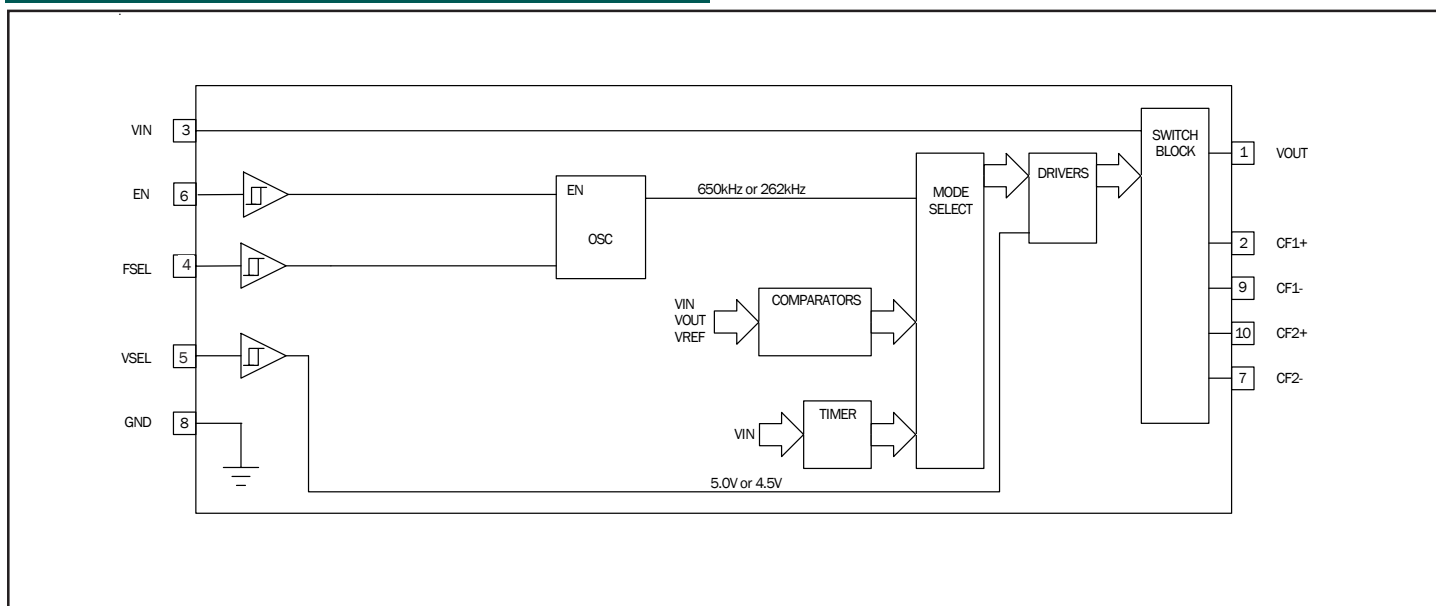 VIN 3
EN 6
FSEL 4
VSEL 5
GND 8
EN
OSC
650kHz or 262kHz
VIN
VOUT
VREF
COMPARATORS
VIN
TIMER
5.0V or 4.5V
MODE
SELECT
DRIVERS
SWITCH
BLOCK
1 VOUT
2 CF1+
9 CF1-
10 CF2+
7 CF2-